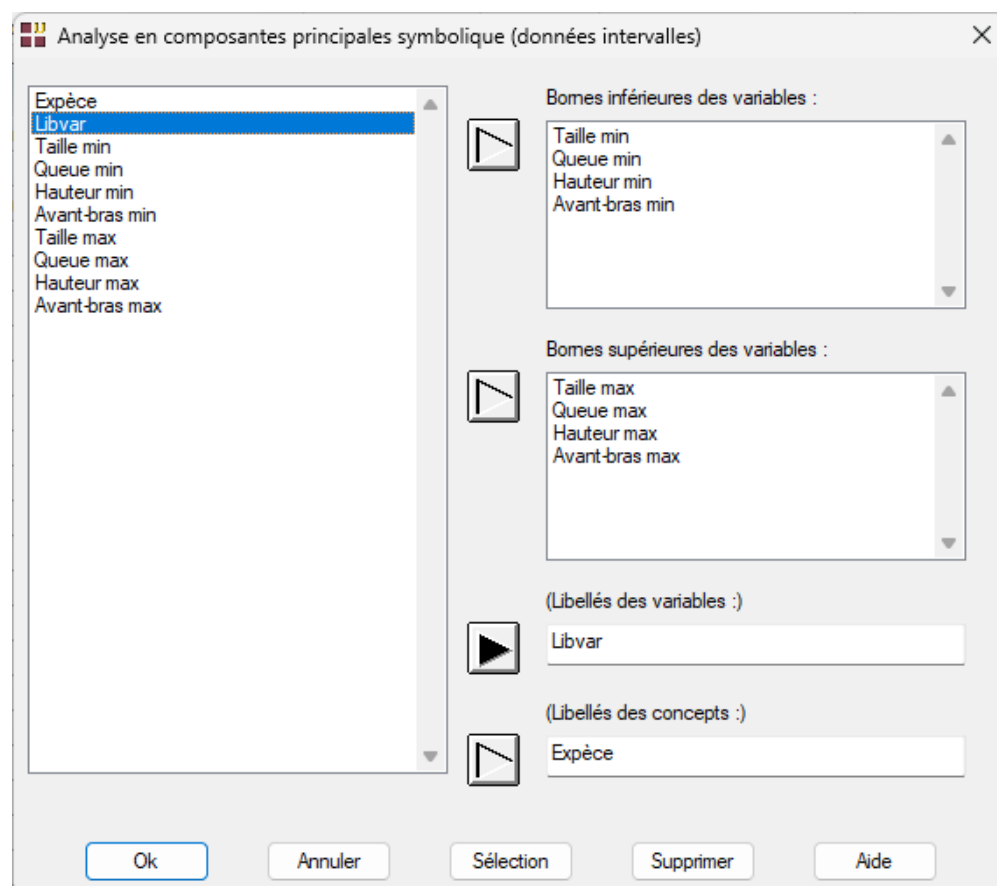 Analyse en composantes principales symbolique (données intervalles)
Expèce
Libvar
Taille min
Queue min
Hauteur min
Avant-bras min
Taille max
Queue max
Hauteur max
Avant-bras max
Bornes inférieures des variables :
Taille min
Queue min
Hauteur min
Avant-bras min
Bornes supérieures des variables :
Taille max
Queue max
Hauteur max
Avant-bras max
(Libellés des variables :)
Libvar
(Libellés des concepts :)
Expèce
Ok Annuler Sélection Supprimer Aide